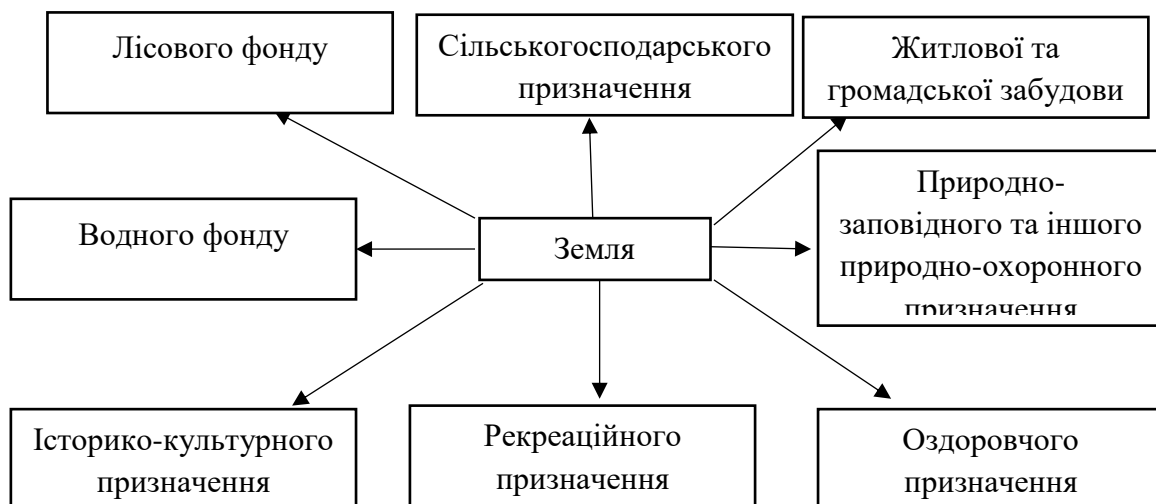 Лісового фонду
Сільськогосподарського
призначення
Житлової та
громадської забудови
Водного фонду
Земля
Природно-
заповідного та іншого
природно-охоронного
призначення
Історико-культурного
призначення
Рекреаційного
призначення
Оздоровчого
призначення